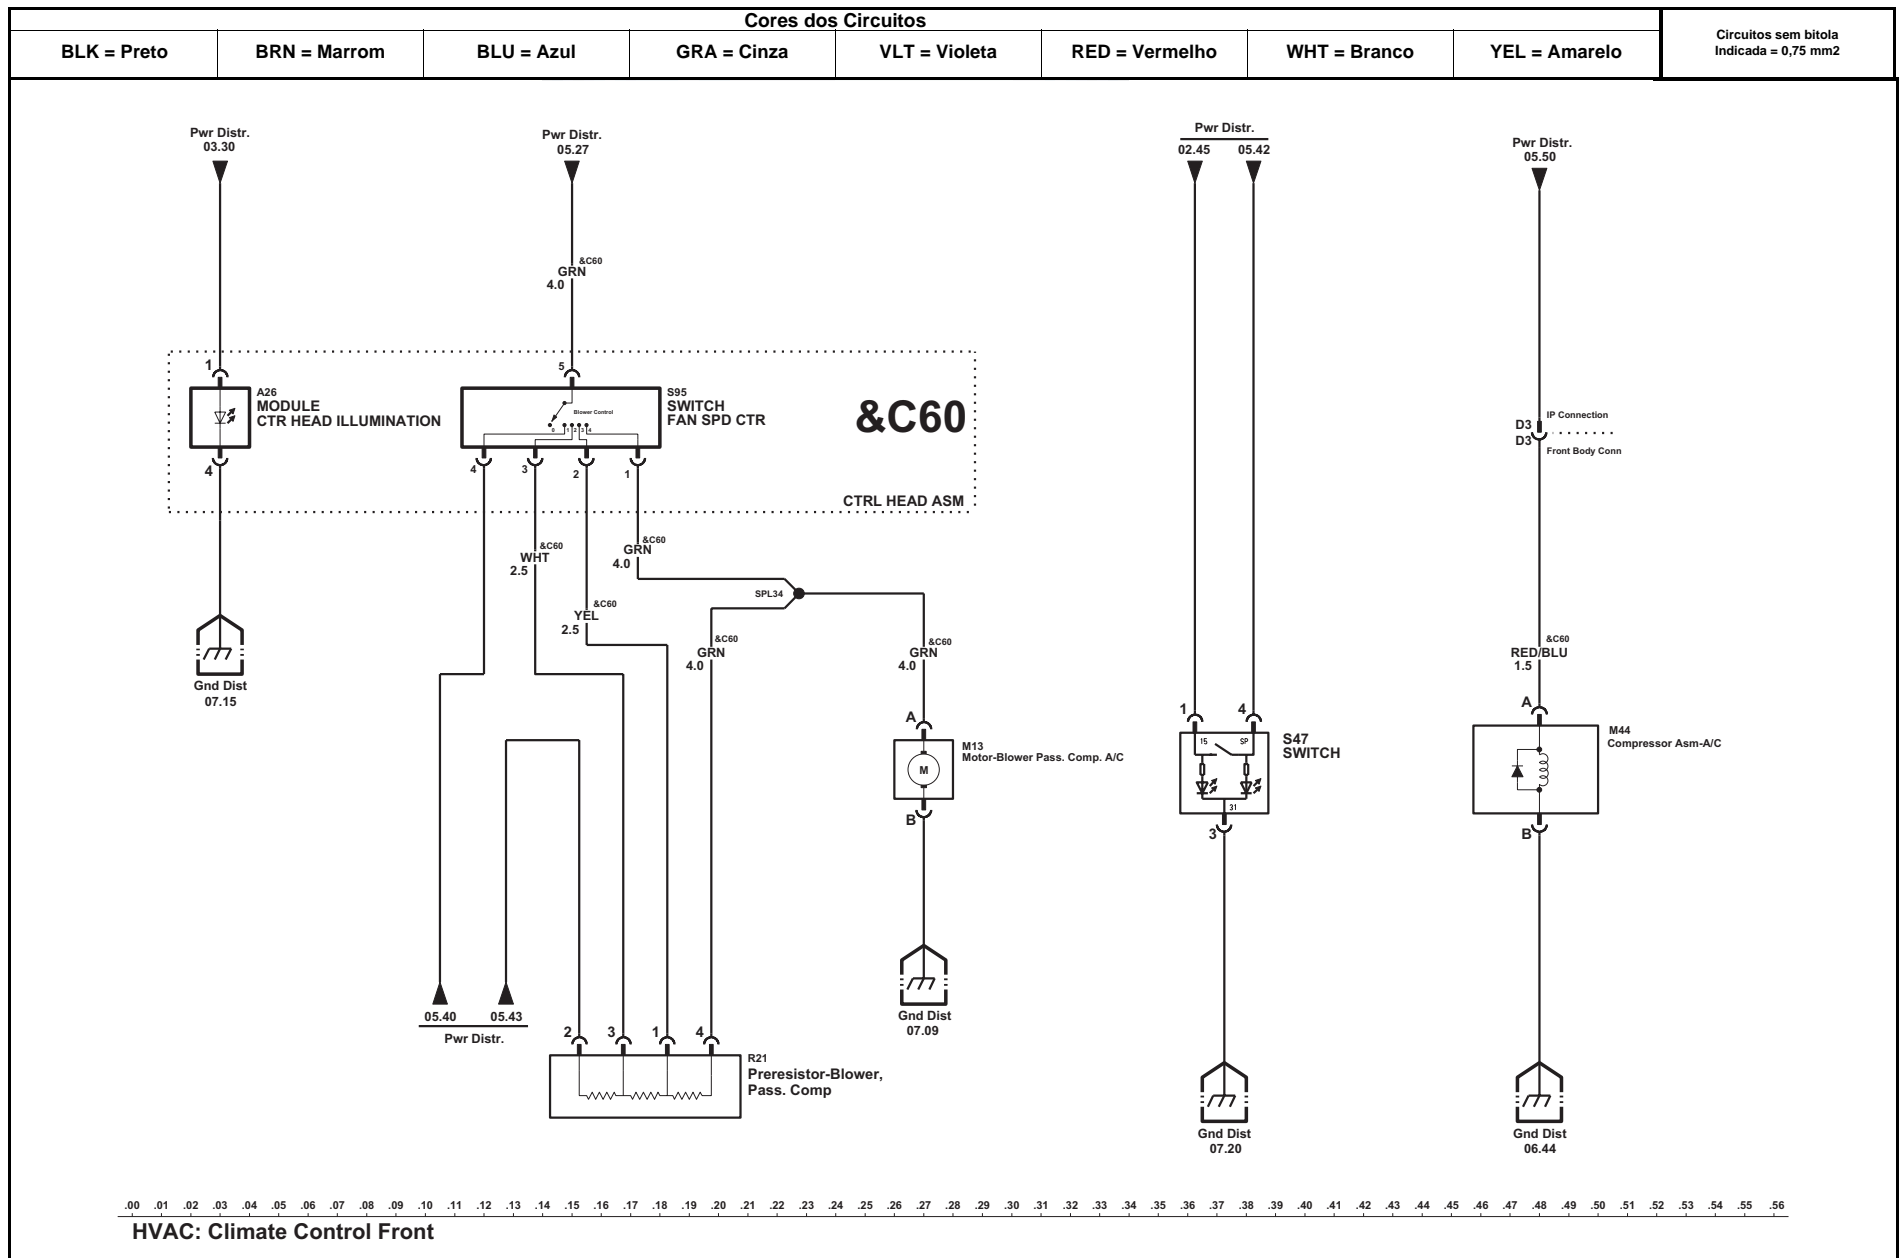 Cores dos Circuitos
BLK = Preto
BRN = Marrom
BLU = Azul
GRA = Cinza
VLT = Violeta
RED = Vermelho
WHT = Branco
YEL = Amarelo
Circuitos sem bitola
Indicada = 0,75 mm2
Pwr Distr.
03.30
Pwr Distr.
05.27
Pwr Distr.
02.45 05.42
Pwr Distr.
05.50
&C60
GRN
4.0
1
A26
MODULE
CTR HEAD ILLUMINATION
4
5
S95
SWITCH
FAN SPD CTR
Blower Control
0 1 2 3 4
4 3 2 1
&C60
CTRL HEAD ASM
IP Connection
D3
D3
Front Body Conn
&C60
WHT
2.5
&C60
GRN
4.0
&C60
YEL
2.5
SPL34
&C60
GRN
4.0
&C60
GRN
4.0
&C60
RED/BLU
1.5
Gnd Dist
07.15
A
M13
Motor-Blower Pass. Comp. A/C
M
B
1 4
15 SP
S47
SWITCH
31
3
A
M44
Compressor Asm-A/C
B
05.40 05.43
Pwr Distr.
Gnd Dist
07.09
2 3 1 4
R21
Preresistor-Blower,
Pass. Comp
Gnd Dist
07.20
Gnd Dist
06.44
.00 .01 .02 .03 .04 .05 .06 .07 .08 .09 .10 .11 .12 .13 .14 .15 .16 .17 .18 .19 .20 .21 .22 .23 .24 .25 .26 .27 .28 .29 .30 .31 .32 .33 .34 .35 .36 .37 .38 .39 .40 .41 .42 .43 .44 .45 .46 .47 .48 .49 .50 .51 .52 .53 .54 .55 .56
HVAC: Climate Control Front